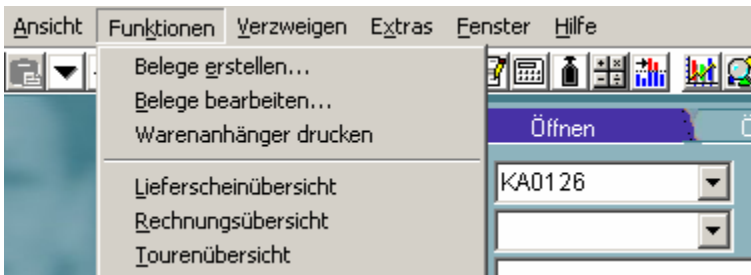 Ansicht Funktionen Verzweigen Extras Fenster Hilfe
Belege erstellen...
Belege bearbeiten...
Warenanhänger drucken
Öffnen
Lieferscheinübersicht
KA0126
Rechnungsübersicht
Tourenübersicht